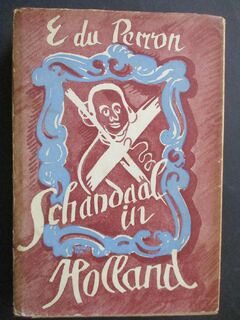 E du Perron
Schandaal
in
Holland